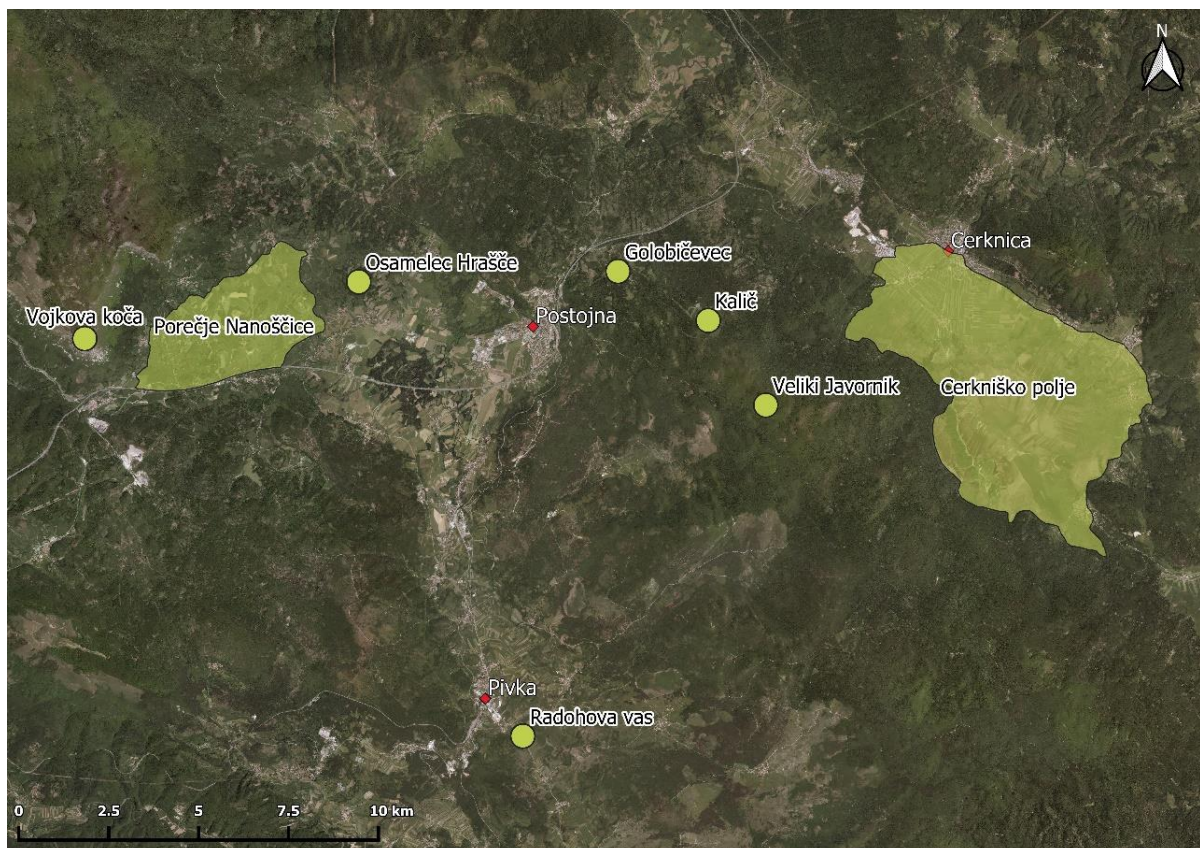 N
Cerknica
Golobičevec
Osamelec Hrašče
Kalič
Vojkova koča
Postojna
Porečje Nanoščice
Veliki Javornik
Cerkniško polje
Pivka
Radohova vas
0 2.5 5 7.5 10 km